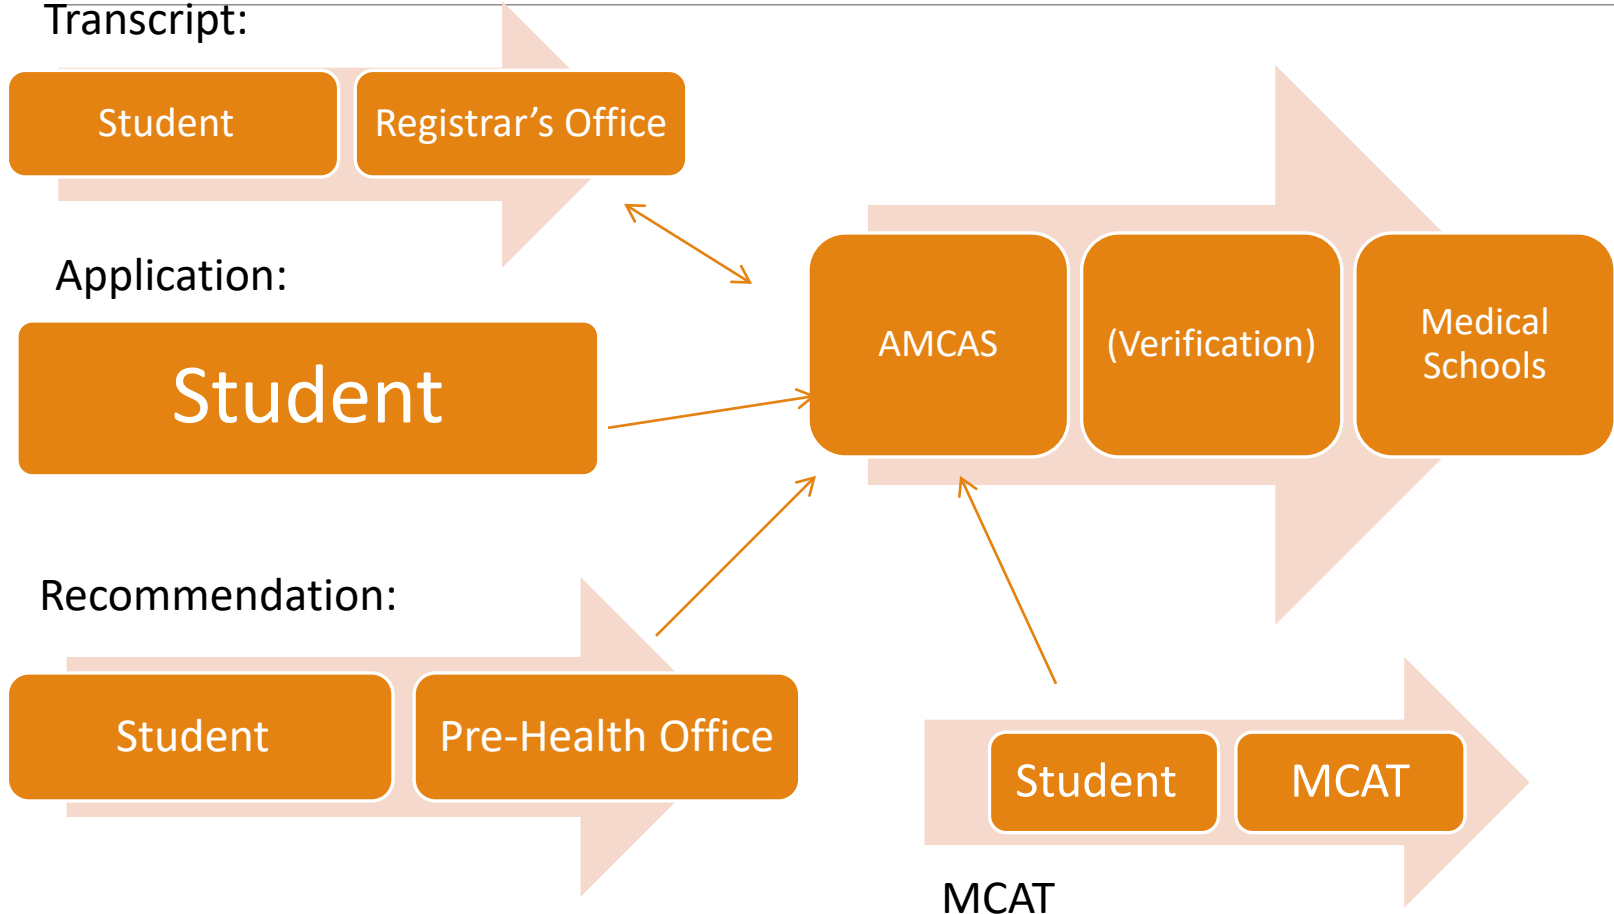 Transcript:
Student
Registrar’s Office
Application:
Student
AMCAS
(Verification)
Medical
Schools
Recommendation:
Student
Pre-Health Office
Student
MCAT
MCAT